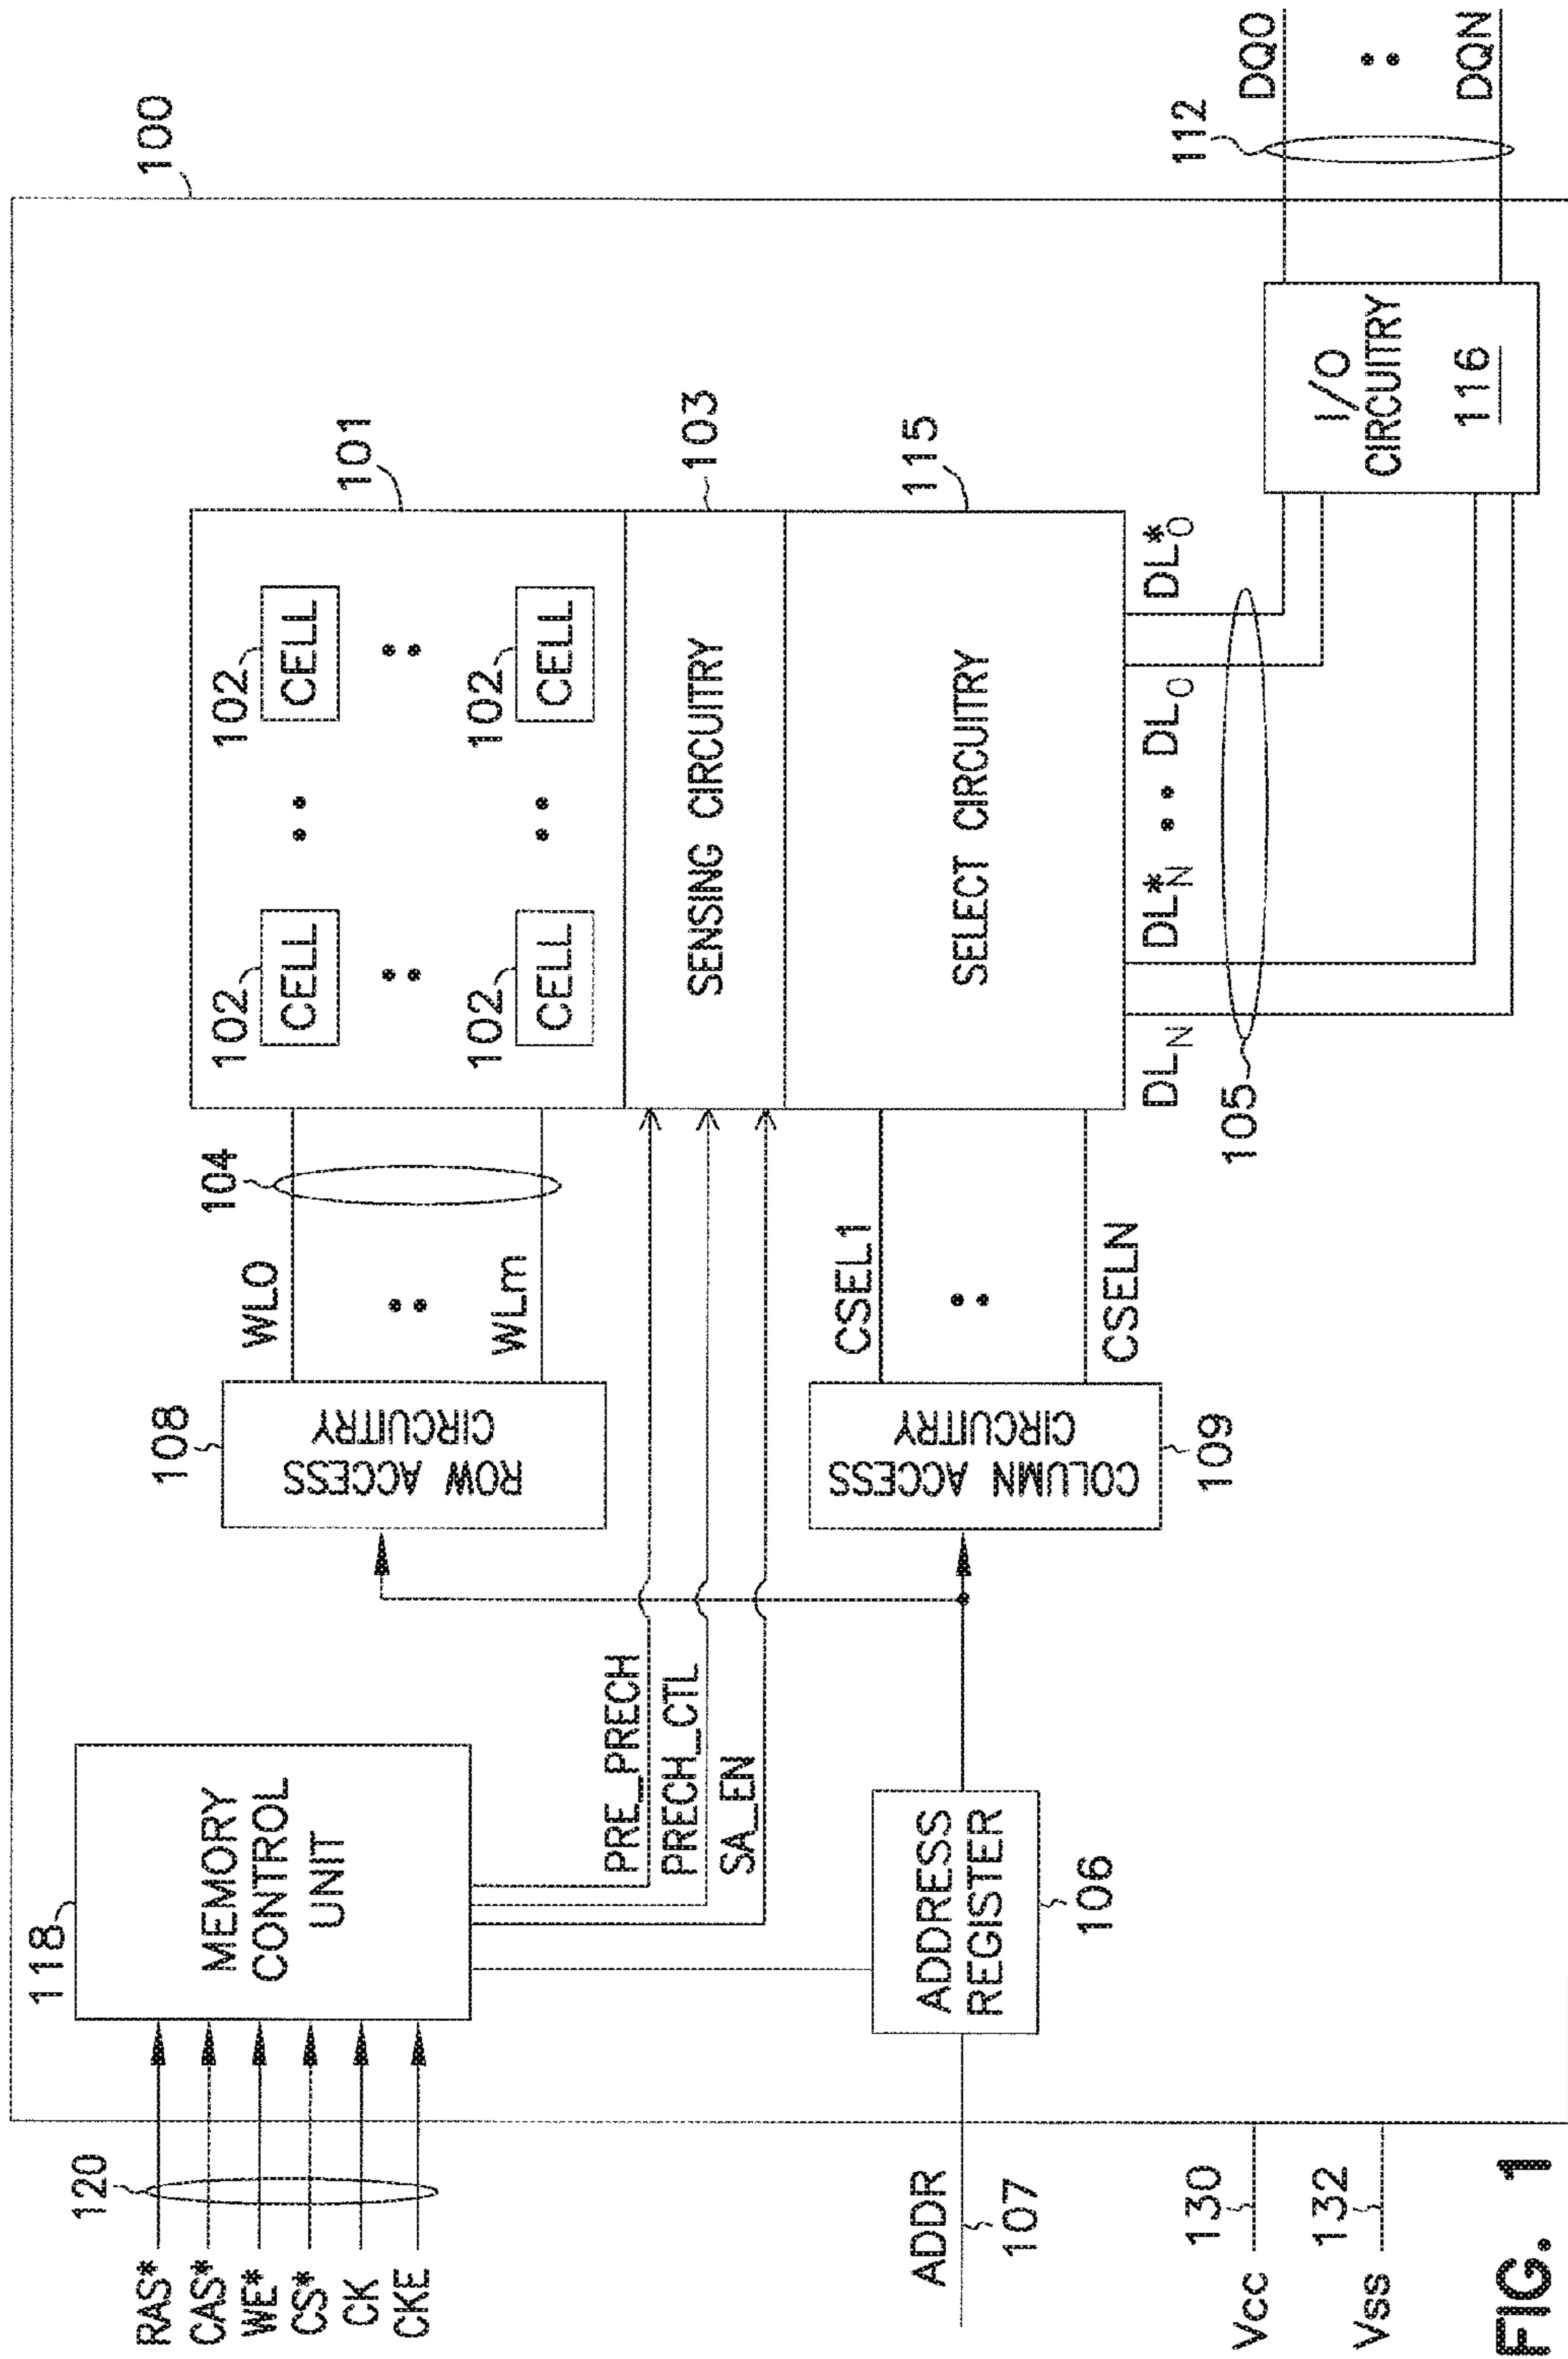 100
118
MEMORY
CONTROL
UNIT
120
RAS*
CAS*
WE*
CS*
CK
CKE
PRE_PRECH
PRECH_CTL
SA_EN
108
ROW ACCESS
CIRCUITRY
WL0
WLm
104
101
102
CELL
102
CELL
102
CELL
102
CELL
103
SENSING CIRCUITRY
115
SELECT CIRCUITRY
ADDR
107
ADDRESS
REGISTER
106
COLUMN ACCESS
CIRCUITRY
109
CSEL1
CSELN
DLN
DL*N
DL0
DL*0
105
I/O
CIRCUITRY
116
112
DQ0
DQN
Vcc
130
Vss
132
FIG. 1